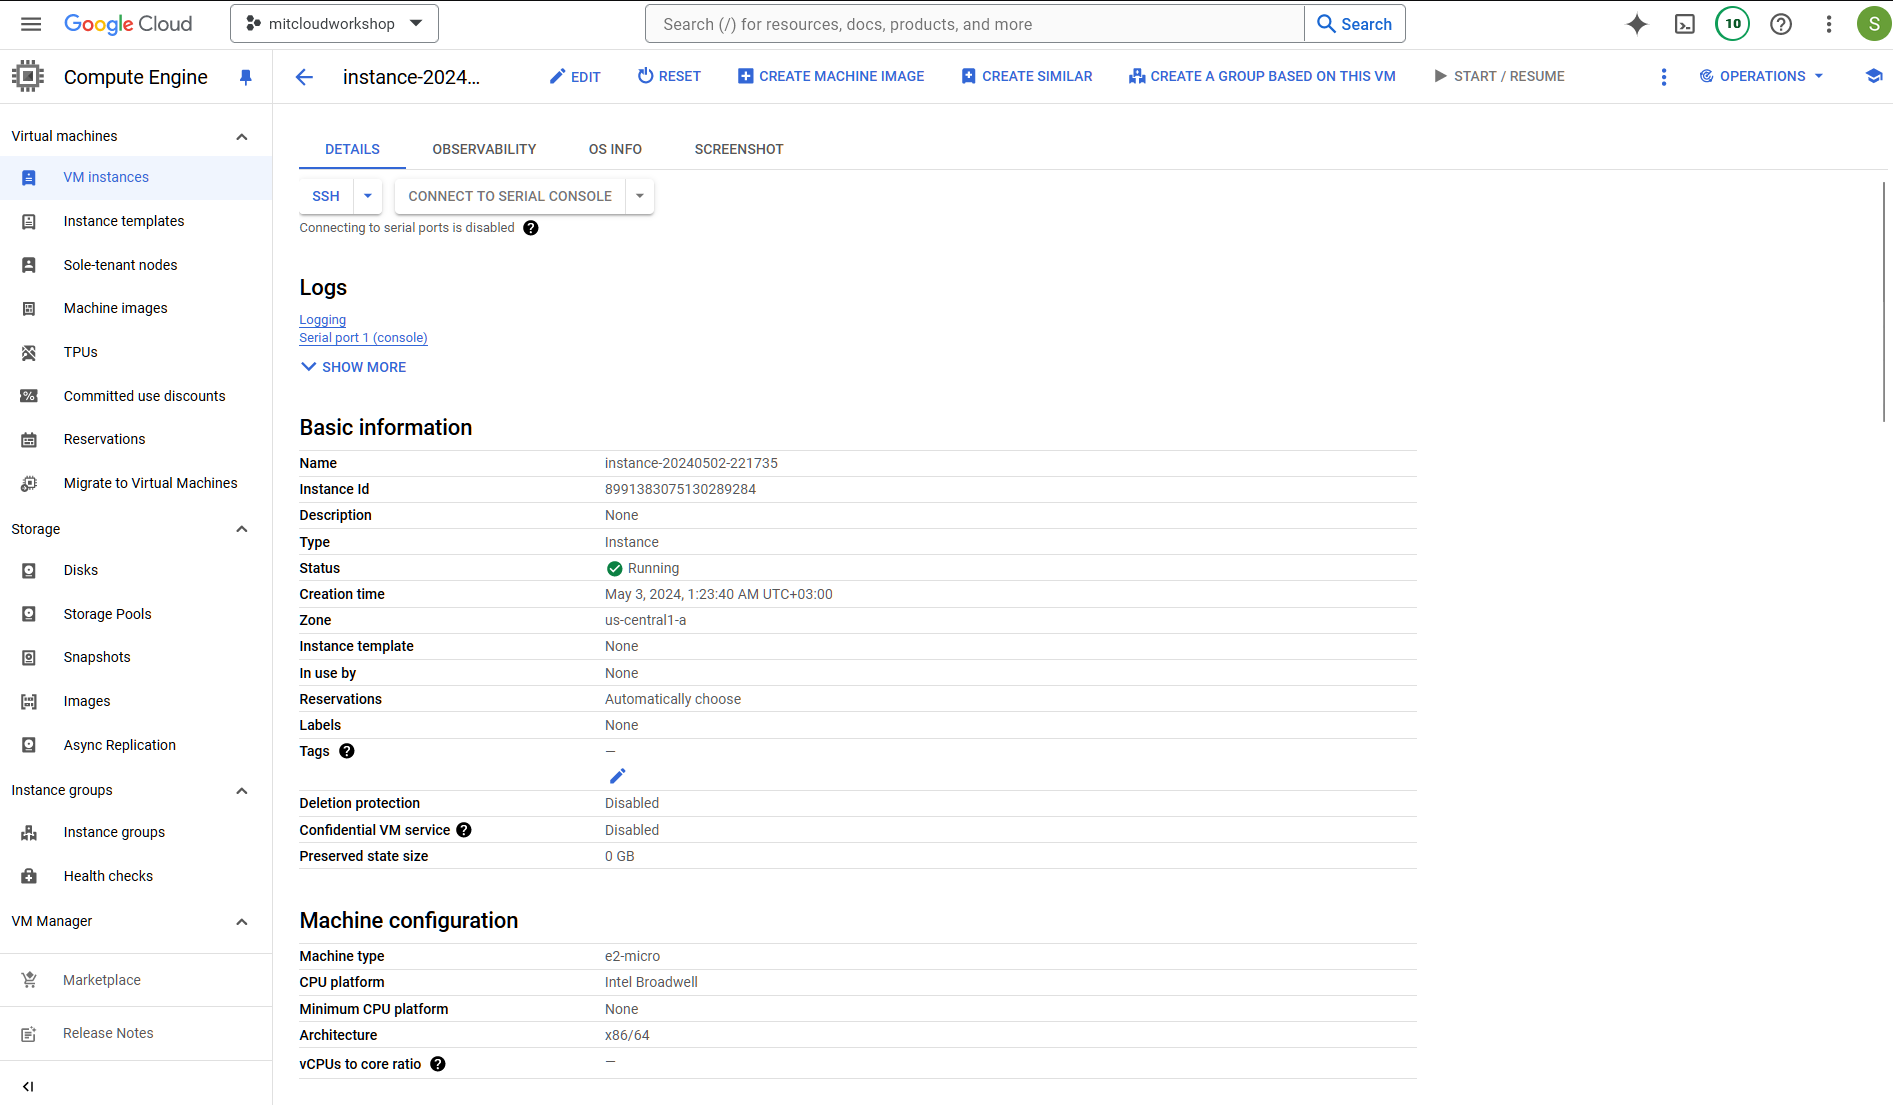 Google Cloud
mitcloudworkshop
Search (/) for resources, docs, products, and more
Search
10
S
Compute Engine
instance-2024...
EDIT
RESET
CREATE MACHINE IMAGE
CREATE SIMILAR
CREATE A GROUP BASED ON THIS VM
START / RESUME
OPERATIONS
Virtual machines
VM instances
Instance templates
Sole-tenant nodes
Machine images
TPUs
Committed use discounts
Reservations
Migrate to Virtual Machines
Storage
Disks
Storage Pools
Snapshots
Images
Async Replication
Instance groups
Instance groups
Health checks
VM Manager
Marketplace
Release Notes
DETAILS
OBSERVABILITY
OS INFO
SCREENSHOT
SSH
CONNECT TO SERIAL CONSOLE
Connecting to serial ports is disabled
Logs
Logging
Serial port 1 (console)
SHOW MORE
Basic information
Name instance-20240502-221735
Instance Id 8991383075130289284
Description None
Type Instance
Status Running
Creation time May 3, 2024, 1:23:40 AM UTC+03:00
Zone us-central1-a
Instance template None
In use by None
Reservations Automatically choose
Labels None
Tags —
Deletion protection Disabled
Confidential VM service Disabled
Preserved state size 0 GB
Machine configuration
Machine type e2-micro
CPU platform Intel Broadwell
Minimum CPU platform None
Architecture x86/64
vCPUs to core ratio —